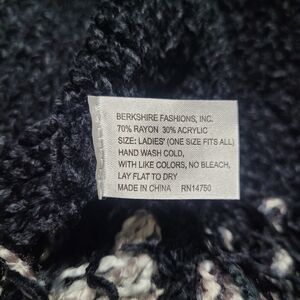 BERKSHIRE FASHIONS, INC.
70% RAYON 30% ACRYLIC
SIZE: LADIES' (ONE SIZE FITS ALL)
HAND WASH COLD,
WITH LIKE COLORS, NO BLEACH,
LAY FLAT TO DRY
MADE IN CHINA RN14750